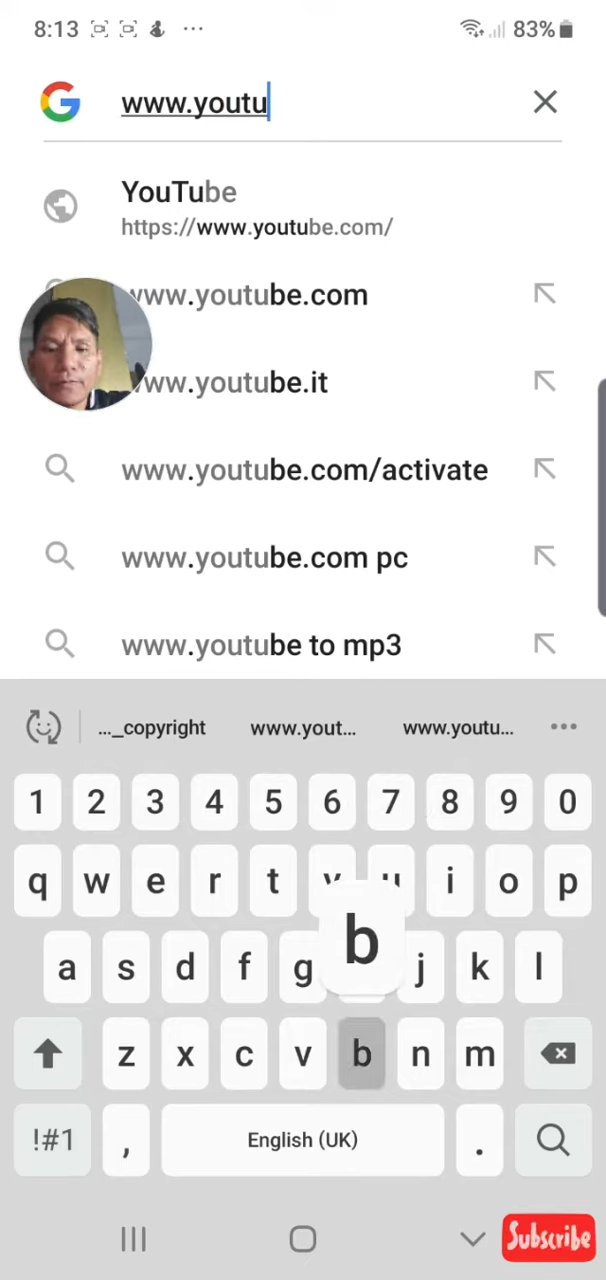 8:13 83%
www.youtu
YouTube
https://www.youtube.com/
www.youtube.com
www.youtube.it
www.youtube.com/activate
www.youtube.com pc
www.youtube to mp3
..._copyright www.yout... www.youtu...
1 2 3 4 5 6 7 8 9 0
q w e r t y u i o p
a s d f g b j k l
z x c v b n m
!#1 , English (UK) .
Subscribe